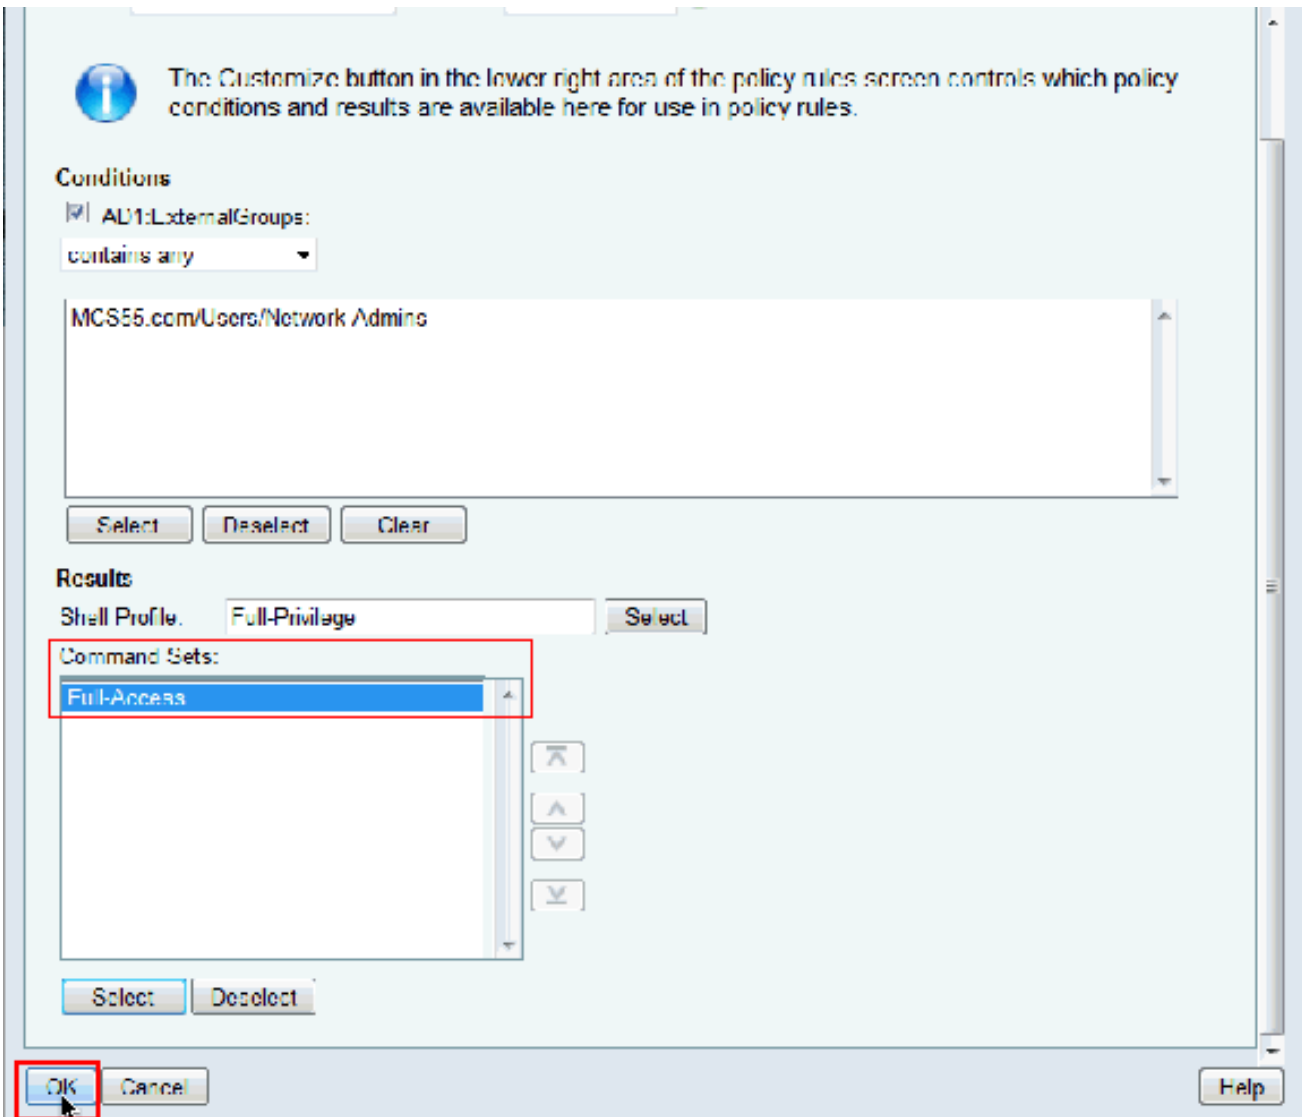 The Customize button in the lower right area of the policy rules screen controls which policy
conditions and results are available here for use in policy rules.
Conditions
AD1:ExternalGroups:
contains any
MCS55.com/Users/Network Admins
Select Deselect Clear
Results
Shell Profile: Full-Privilege Select
Command Sets:
Full-Access
Select Deselect
OK Cancel Help